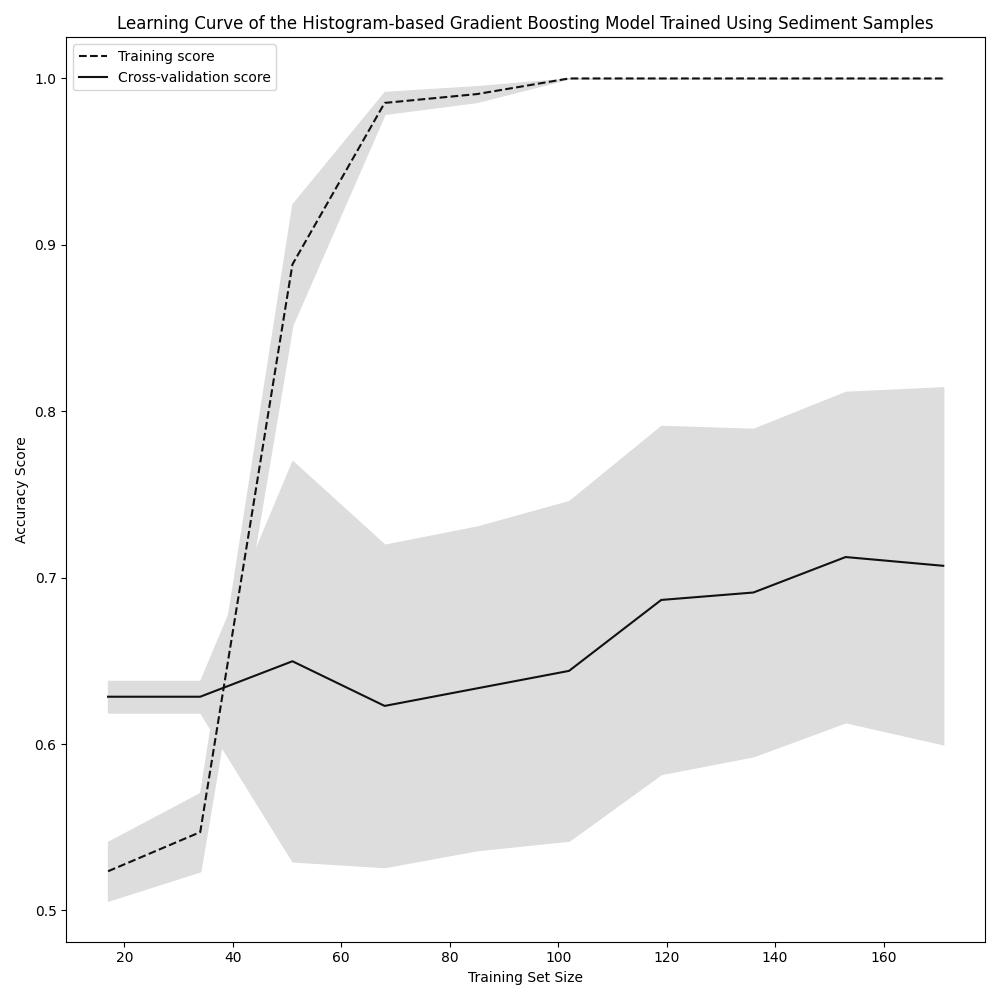 Learning Curve of the Histogram-based Gradient Boosting Model Trained Using Sediment Samples
Training score
Cross-validation score
1.0
0.9
0.8
0.7
0.6
0.5
Accuracy Score
20 40 60 80 100 120 140 160
Training Set Size